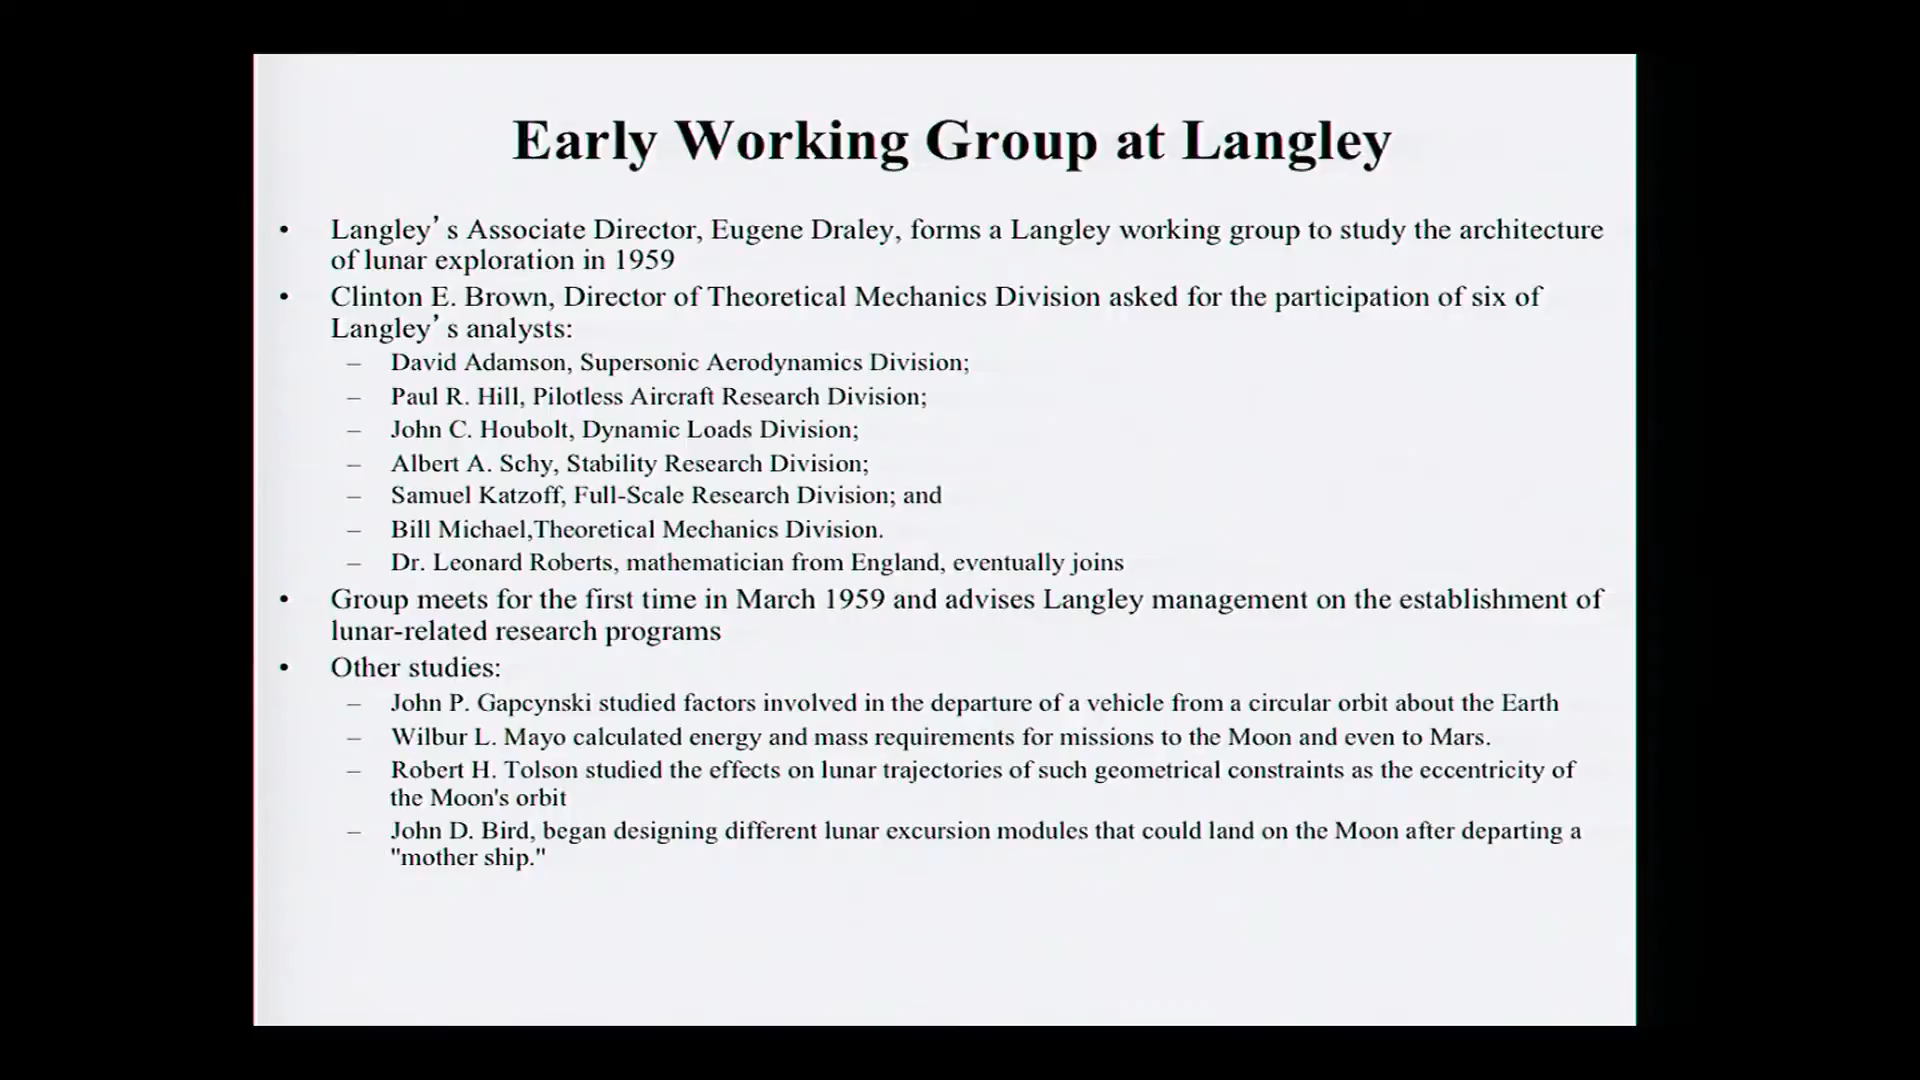 Early Working Group at Langley
• Langley's Associate Director, Eugene Draley, forms a Langley working group to study the architecture
of lunar exploration in 1959
• Clinton E. Brown, Director of Theoretical Mechanics Division asked for the participation of six of
Langley's analysts:
– David Adamson, Supersonic Aerodynamics Division;
– Paul R. Hill, Pilotless Aircraft Research Division;
– John C. Houbolt, Dynamic Loads Division;
– Albert A. Schy, Stability Research Division;
– Samuel Katzoff, Full-Scale Research Division; and
– Bill Michael,Theoretical Mechanics Division.
– Dr. Leonard Roberts, mathematician from England, eventually joins
• Group meets for the first time in March 1959 and advises Langley management on the establishment of
lunar-related research programs
• Other studies:
– John P. Gapcynski studied factors involved in the departure of a vehicle from a circular orbit about the Earth
– Wilbur L. Mayo calculated energy and mass requirements for missions to the Moon and even to Mars.
– Robert H. Tolson studied the effects on lunar trajectories of such geometrical constraints as the eccentricity of
the Moon's orbit
– John D. Bird, began designing different lunar excursion modules that could land on the Moon after departing a
"mother ship."